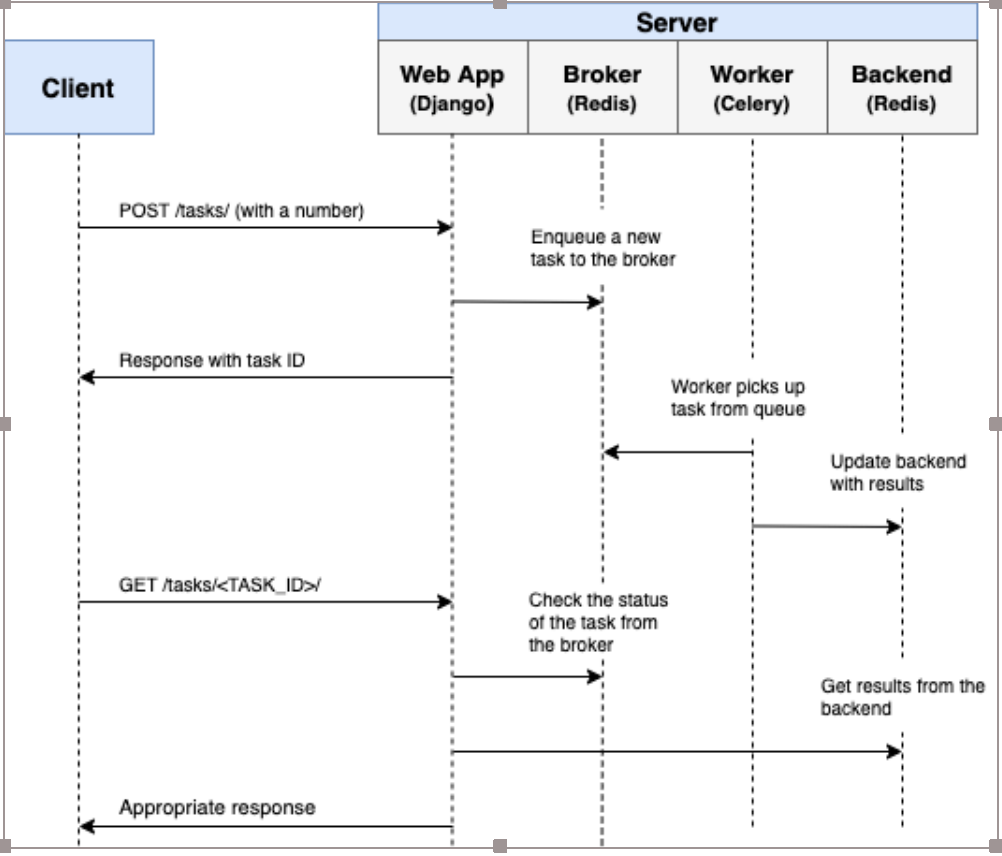 Server
Client
Web App
(Django)
Broker
(Redis)
Worker
(Celery)
Backend
(Redis)
POST /tasks/ (with a number)
Enqueue a new
task to the broker
Response with task ID
Worker picks up
task from queue
Update backend
with results
GET /tasks/<TASK_ID>/
Check the status
of the task from
the broker
Get results from the
backend
Appropriate response